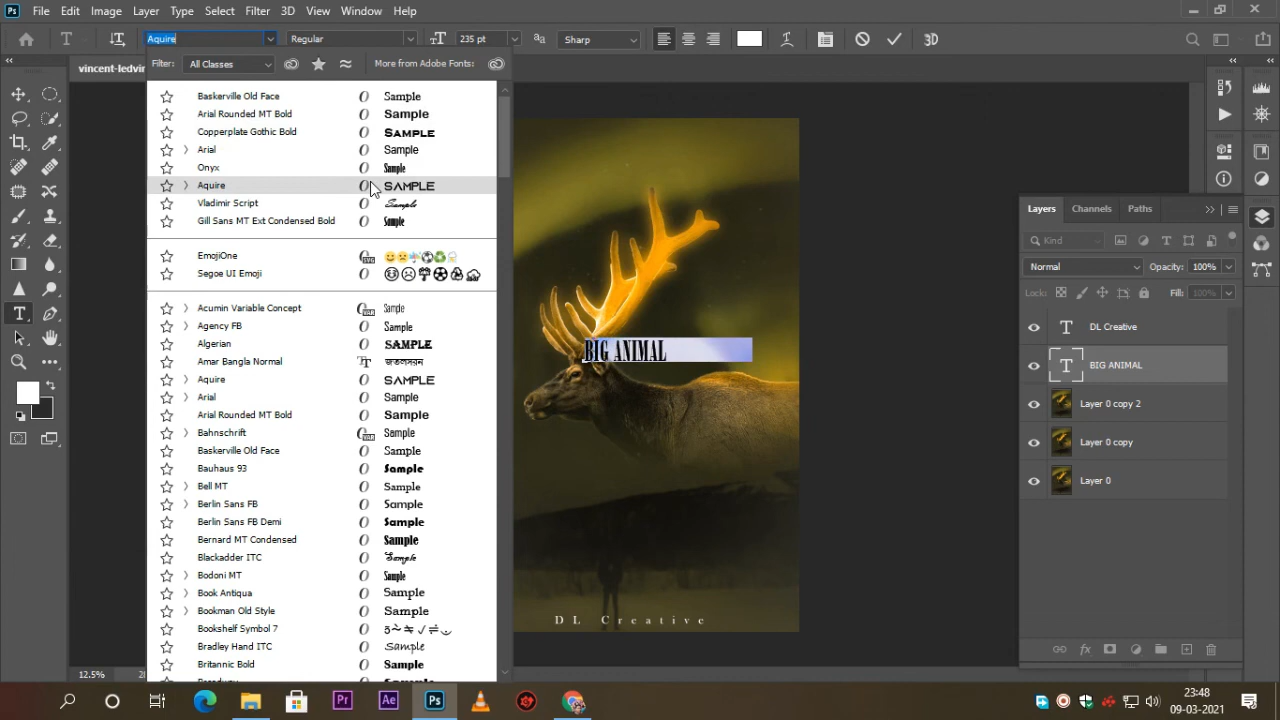 Ps File Edit Image Layer Type Select Filter 3D View Window Help
Aquire Regular 235 pt Sharp 3D
Filter: All Classes More from Adobe Fonts:
vincent-ledvin
Baskerville Old Face Sample
Arial Rounded MT Bold Sample
Copperplate Gothic Bold SAMPLE
Arial Sample
Onyx Sample
Aquire SAMPLE
Vladimir Script Sample
Gill Sans MT Ext Condensed Bold Sample
EmojiOne
Segoe UI Emoji
Acumin Variable Concept Sample
Agency FB Sample
Algerian SAMPLE
Amar Bangla Normal
Aquire SAMPLE
Arial Sample
Arial Rounded MT Bold Sample
Bahnschrift Sample
Baskerville Old Face Sample
Bauhaus 93 Sample
Bell MT Sample
Berlin Sans FB Sample
Berlin Sans FB Demi Sample
Bernard MT Condensed Sample
Blackadder ITC Sample
Bodoni MT Sample
Book Antiqua Sample
Bookman Old Style Sample
Bookshelf Symbol 7
Bradley Hand ITC Sample
Britannic Bold Sample
BIG ANIMAL
DL Creative
Layers Channels Paths
Kind
Normal Opacity: 100%
Lock: Fill: 100%
DL Creative
BIG ANIMAL
Layer 0 copy 2
Layer 0 copy
Layer 0
12.5%
Pr Ae Ps
23:48
09-03-2021